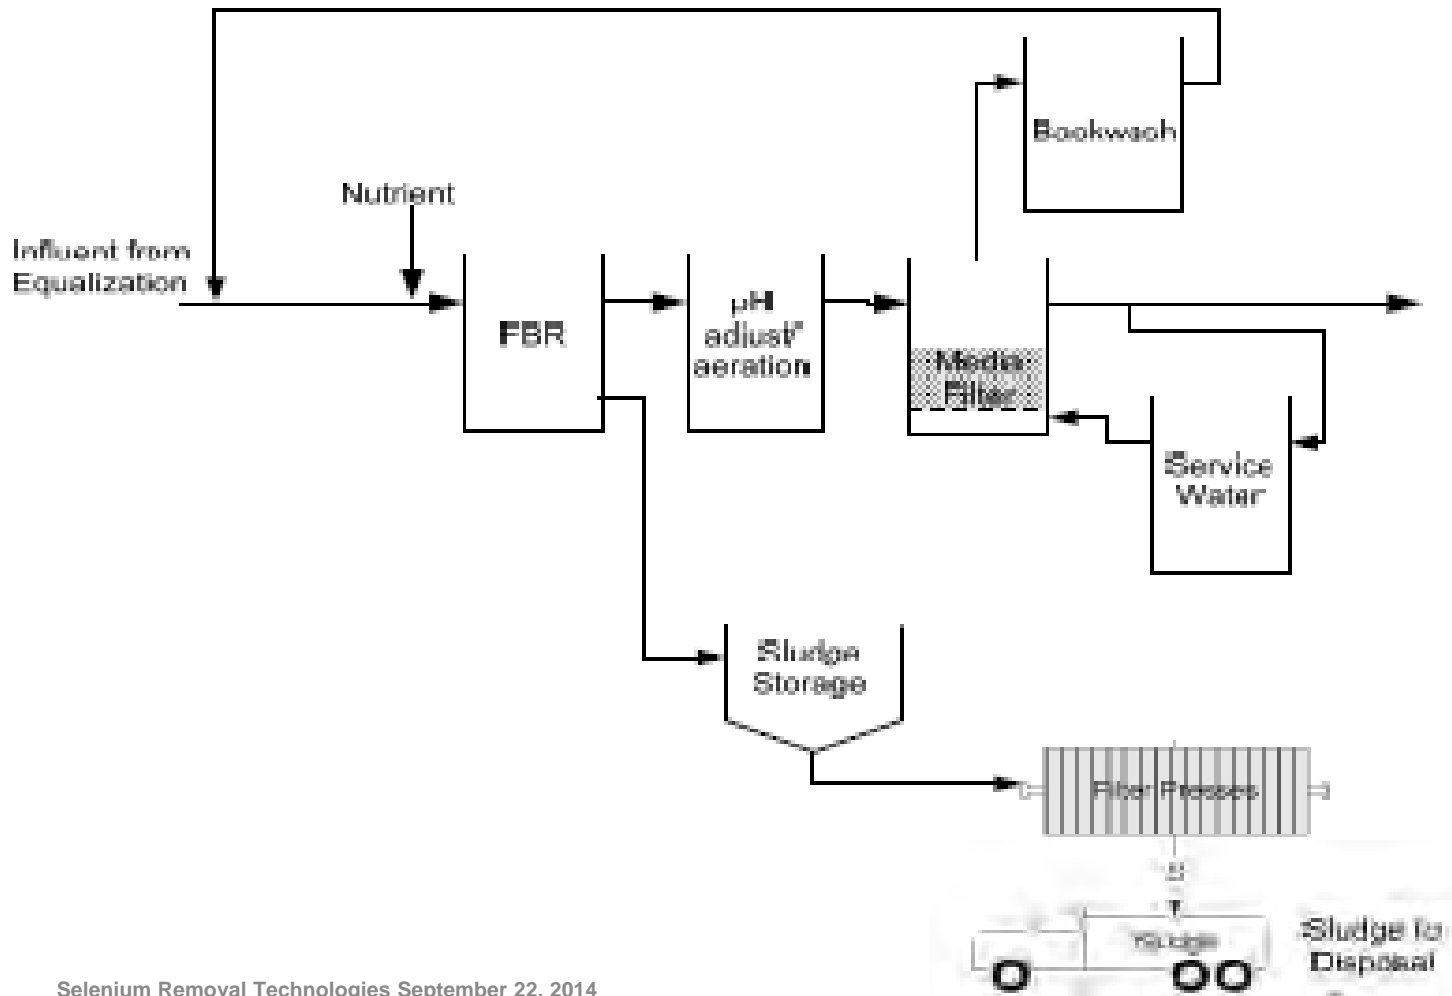 Backwash
Nutrient
Influent from
Equalization
FBR
pH
adjust/
aeration
Media
Filter
Service
Water
Sludge
Storage
Filter Presses
Sludge to
Disposal
Selenium Removal Technologies September 22, 2014